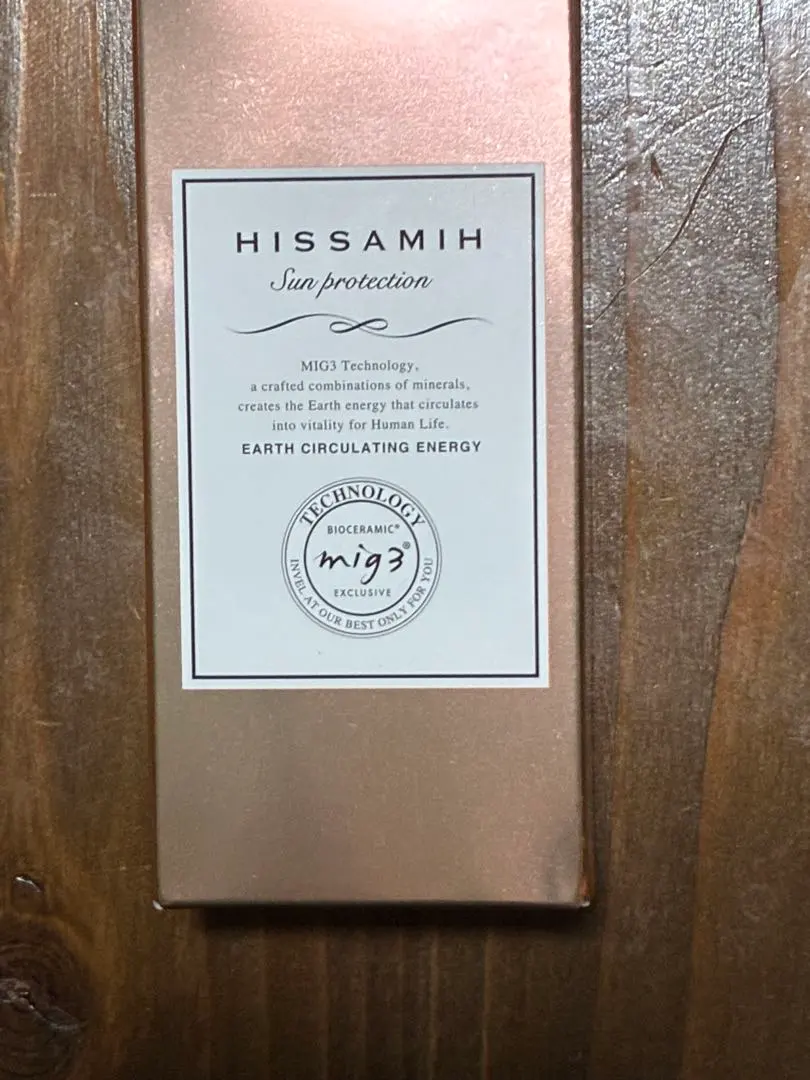 HISSAMIH
Sun protection
MIG3 Technology,
a crafted combinations of minerals,
creates the Earth energy that circulates
into vitality for Human Life.
EARTH CIRCULATING ENERGY
TECHNOLOGY
BIOCERAMIC®
mig3®
EXCLUSIVE
INVEL AT OUR BEST ONLY FOR YOU